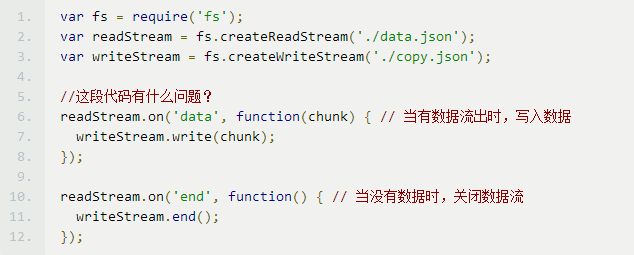 1. var fs = require('fs');
2. var readStream = fs.createReadStream('./data.json');
3. var writeStream = fs.createWriteStream('./copy.json');
4.
5. //这段代码有什么问题?
6. readStream.on('data', function(chunk) { // 当有数据流出时，写入数据
7.   writeStream.write(chunk);
8. });
9.
10. readStream.on('end', function() { // 当没有数据时，关闭数据流
11.   writeStream.end();
12. });